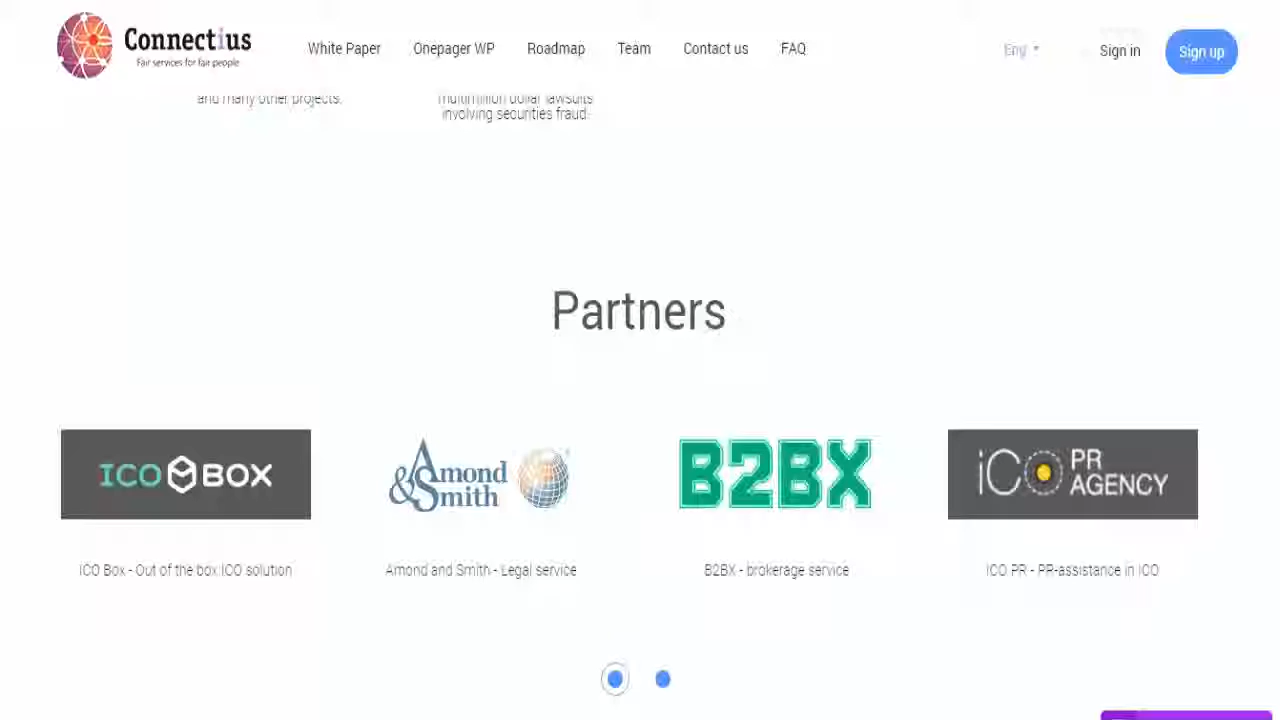 Connectius
Fair services for fair people
White Paper
Onepager WP
Roadmap
Team
Contact us
FAQ
Eng
Sign in
Sign up
and many other projects.
multimillion dollar lawsuits
involving securities fraud.
Partners
ICO BOX
Amond
& Smith
B2BX
iCO PR
AGENCY
ICO Box - Out of the box ICO solution
Amond and Smith - Legal service
B2BX - brokerage service
ICO PR - PR-assistance in ICO